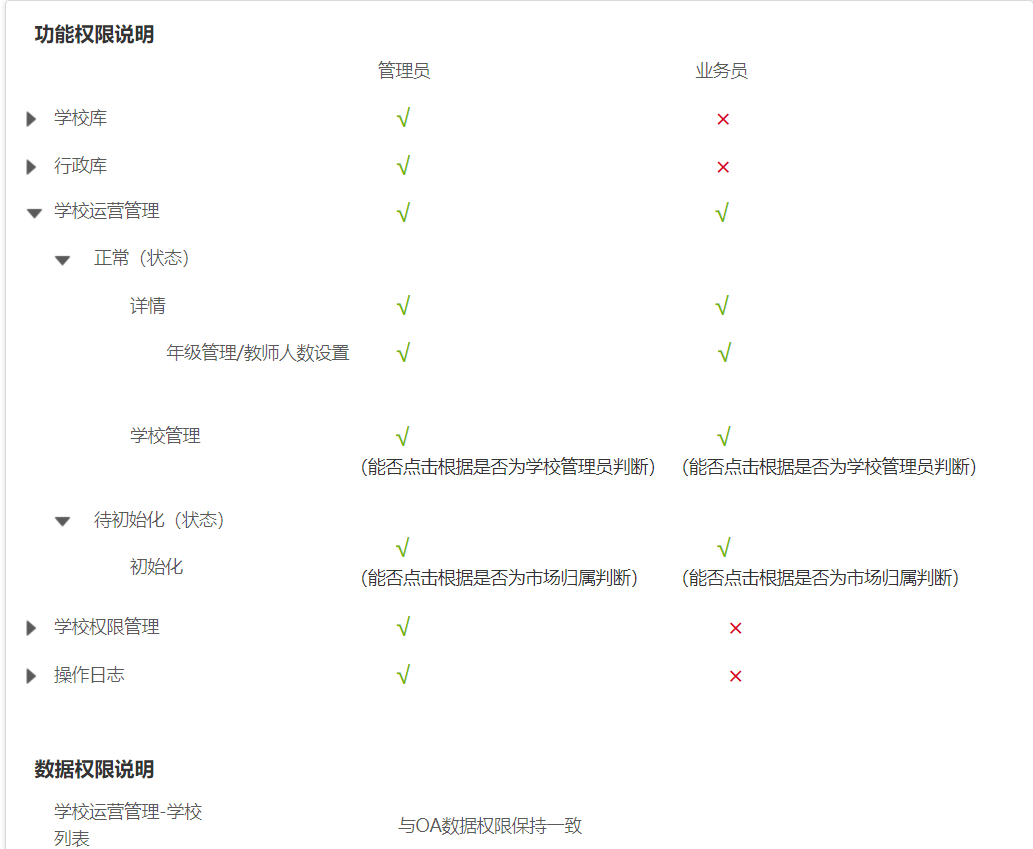 功能权限说明
管理员 业务员
学校库 √ ×
行政库 √ ×
学校运营管理 √ √
正常（状态）
详情 √ √
年级管理/教师人数设置 √ √
学校管理 √ √
(能否点击根据是否为学校管理员判断) (能否点击根据是否为学校管理员判断)
待初始化（状态）
√ √
初始化 (能否点击根据是否为市场归属判断) (能否点击根据是否为市场归属判断)
学校权限管理 √ ×
操作日志 √ ×
数据权限说明
学校运营管理-学校
列表
与OA数据权限保持一致